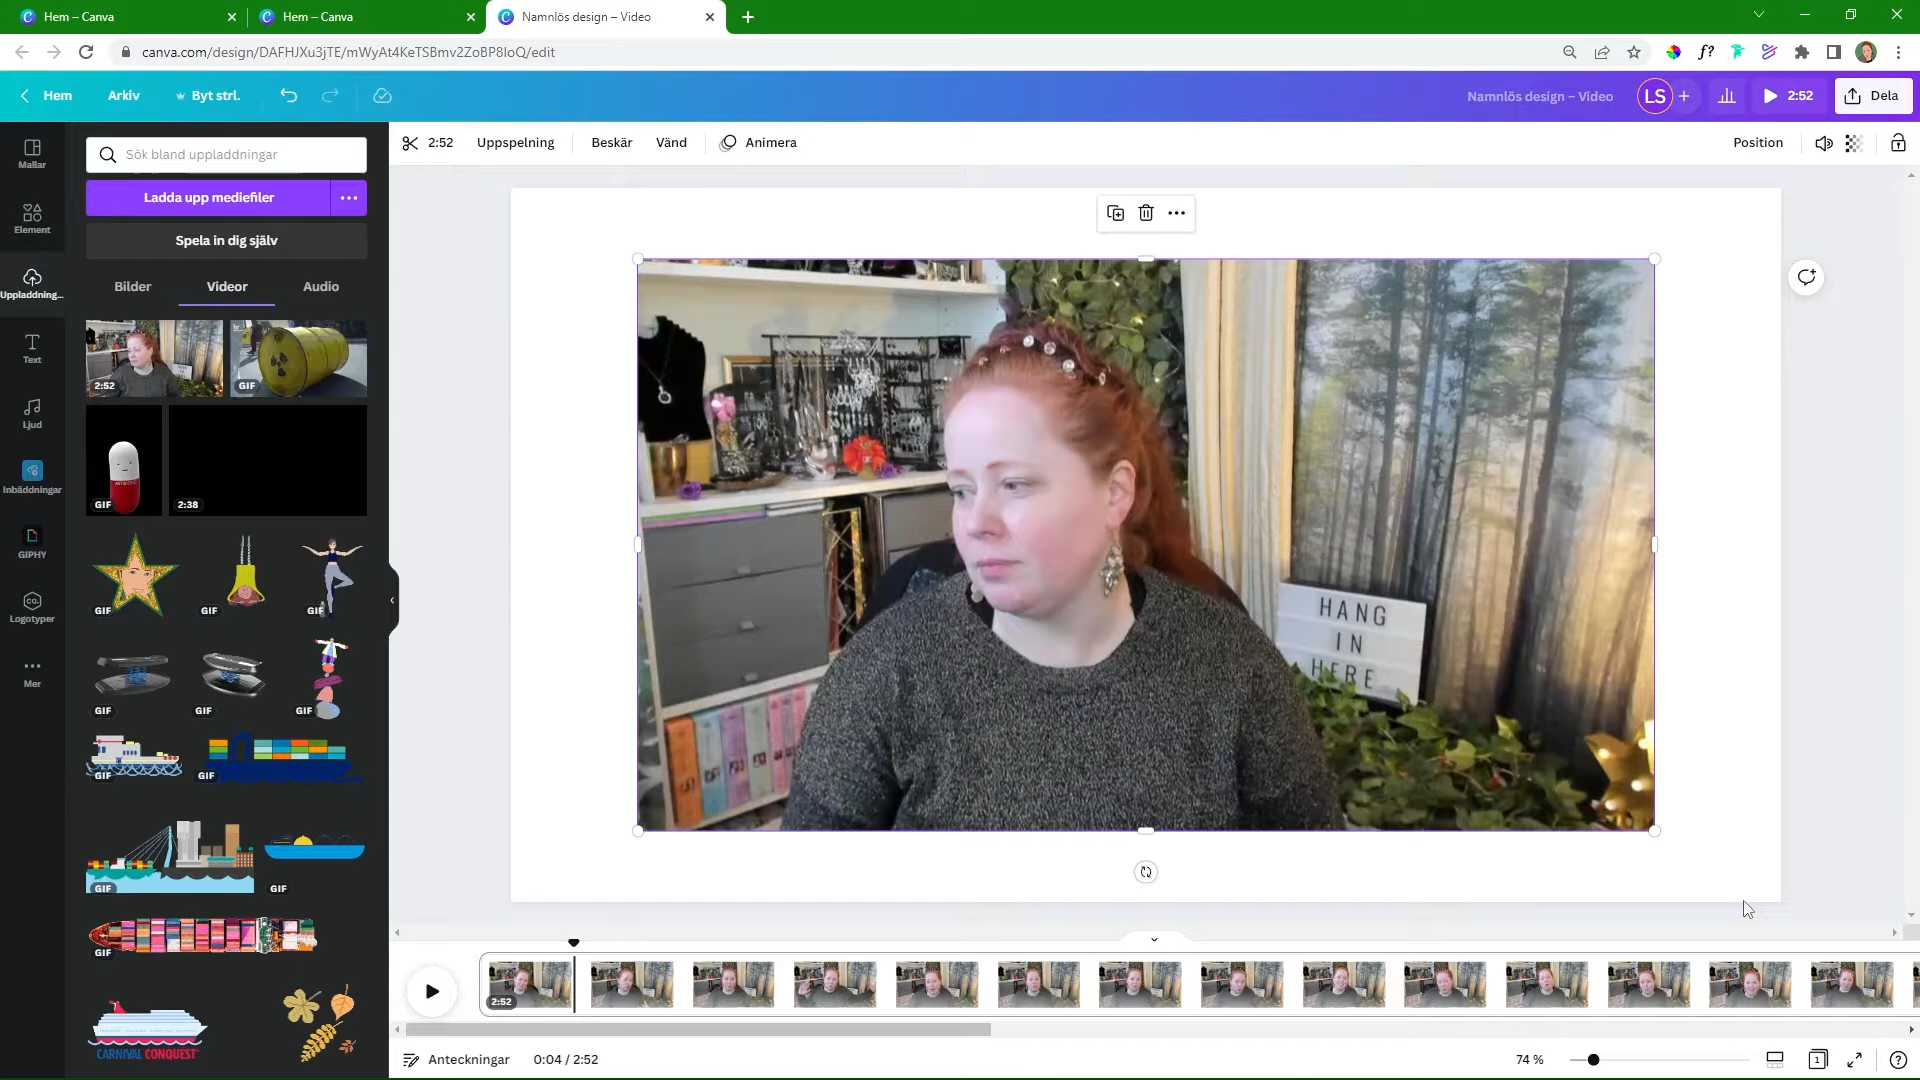 Hem – Canva
Hem – Canva
Namnlös design – Video
canva.com/design/DAFHJXu3jTE/mWyAt4KeTSBmv2ZoBP8IoQ/edit
f?
Hem
Arkiv
Byt strl.
Namnlös design – Video
LS
+
2:52
Dela
2:52
Uppspelning
Beskär
Vänd
Animera
Position
Mallar
Element
Uppladdning...
Text
Ljud
Inbäddningar
GIPHY
CO.
Logotyper
Mer
Sök bland uppladdningar
Ladda upp mediefiler
Spela in dig själv
Bilder
Videor
Audio
2:52
GIF
GIF
2:38
GIF
GIF
GIF
GIF
GIF
GIF
GIF
GIF
GIF
GIF
GIF
CARNIVAL CONQUEST
HANG
IN
HERE
2:52
Anteckningar
0:04 / 2:52
74 %
1